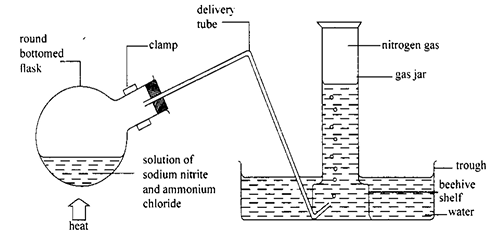 delivery
tube
round
bottomed
flask
clamp
nitrogen gas
gas jar
solution of
sodium nitrite
and ammonium
chloride
trough
beehive
shelf
water
heat